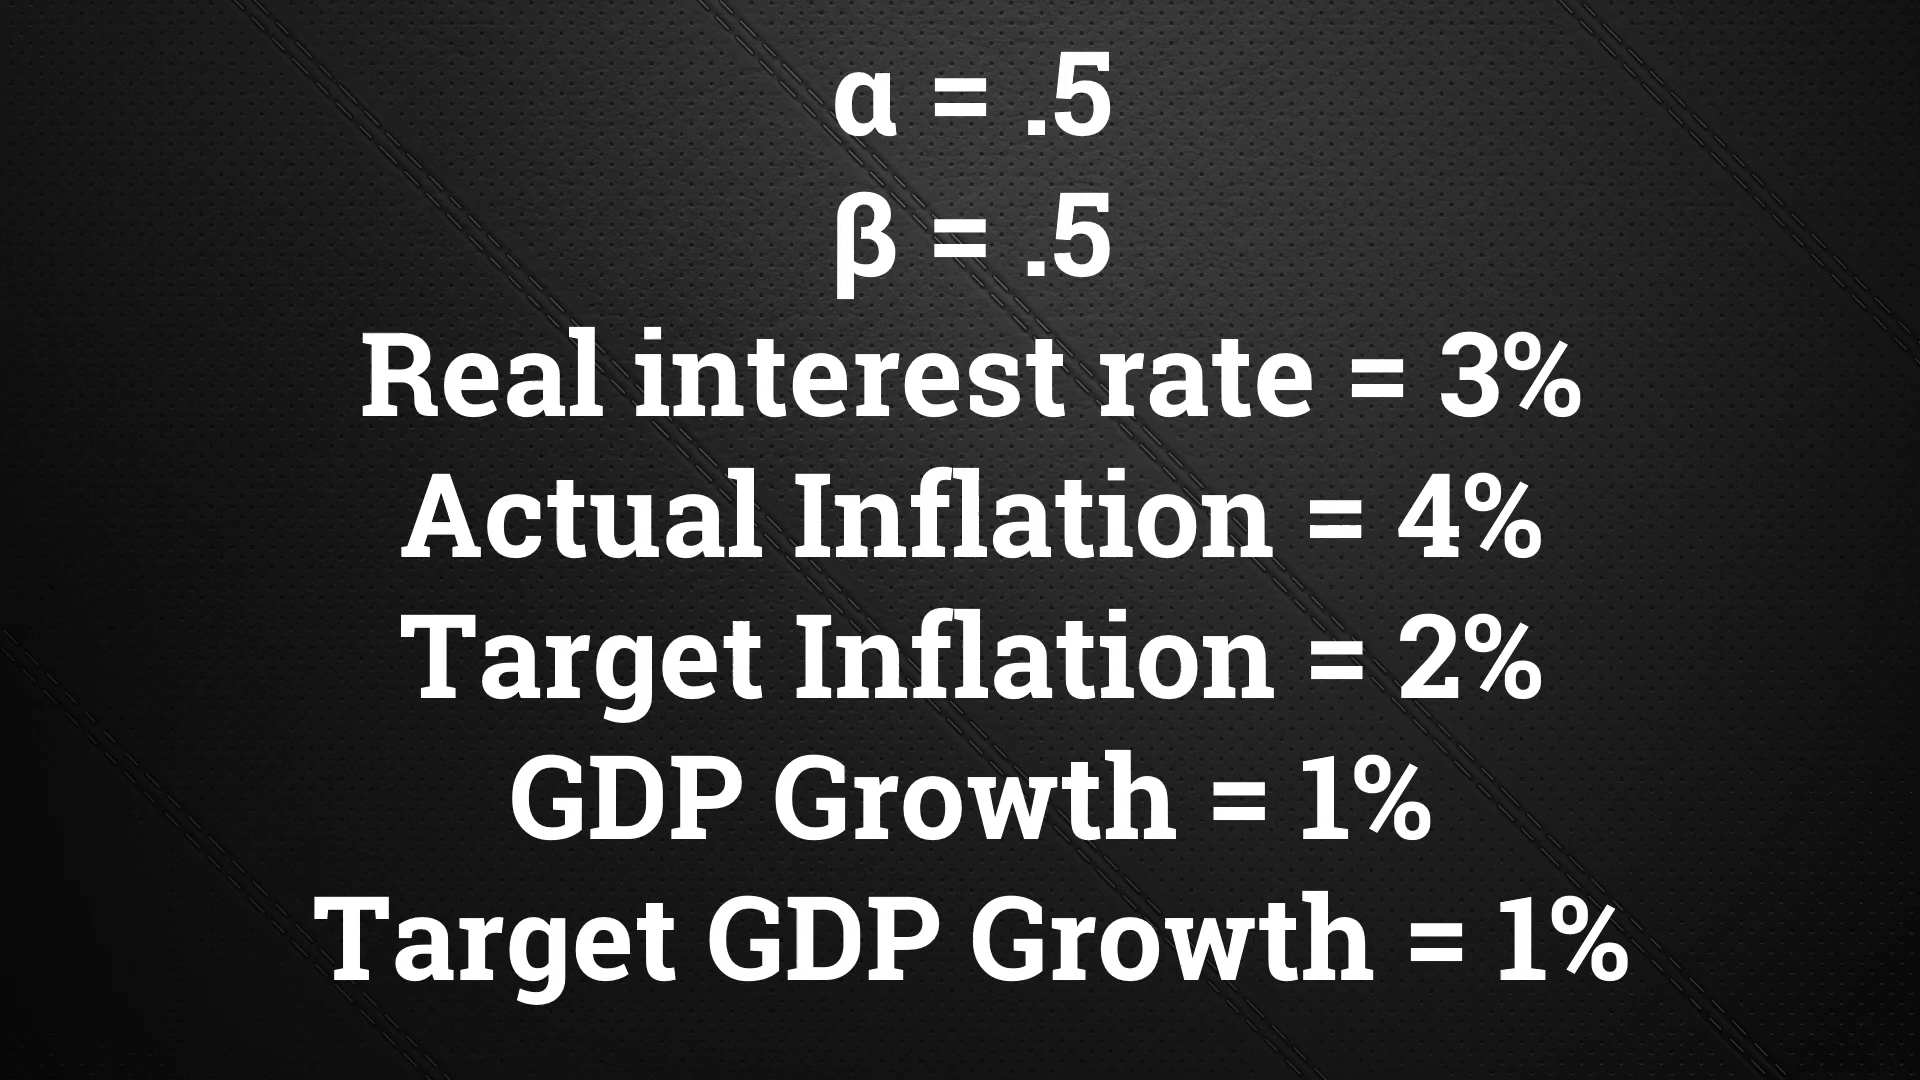 α = .5
β = .5
Real interest rate = 3%
Actual Inflation = 4%
Target Inflation = 2%
GDP Growth = 1%
Target GDP Growth = 1%